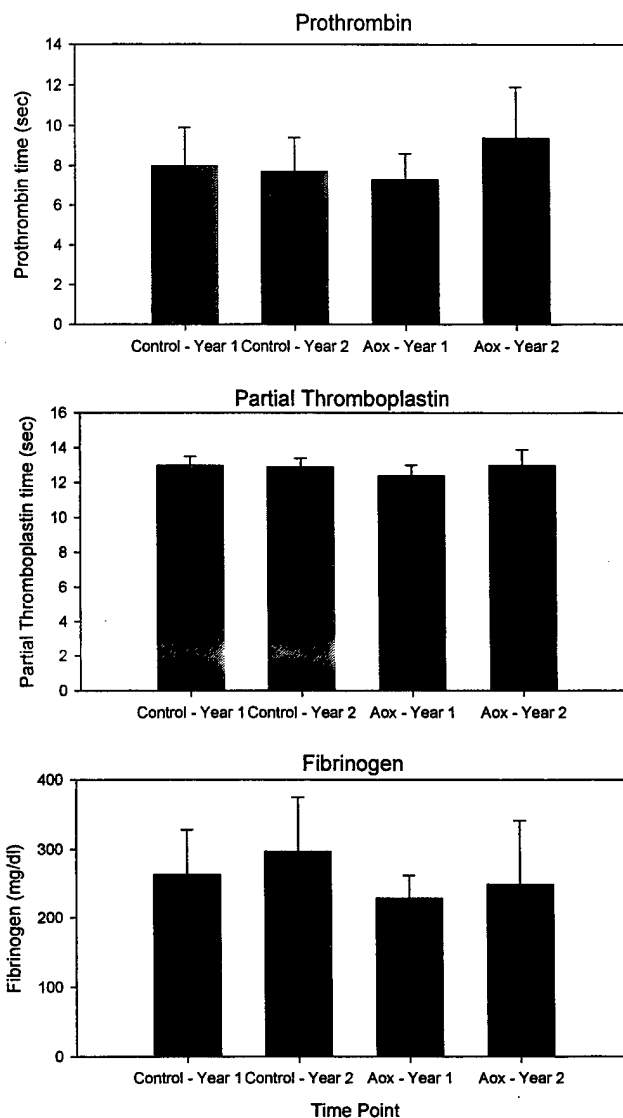 Prothrombin
14
12
10
8
6
4
2
0
Prothrombin time (sec)
Control - Year 1 Control - Year 2 Aox - Year 1 Aox - Year 2
Partial Thromboplastin
16
14
12
10
8
6
4
2
0
Partial Thromboplastin time (sec)
Control - Year 1 Control - Year 2 Aox - Year 1 Aox - Year 2
Fibrinogen
400
300
200
100
0
Fibrinogen (mg/dl)
Control - Year 1 Control - Year 2 Aox - Year 1 Aox - Year 2
Time Point